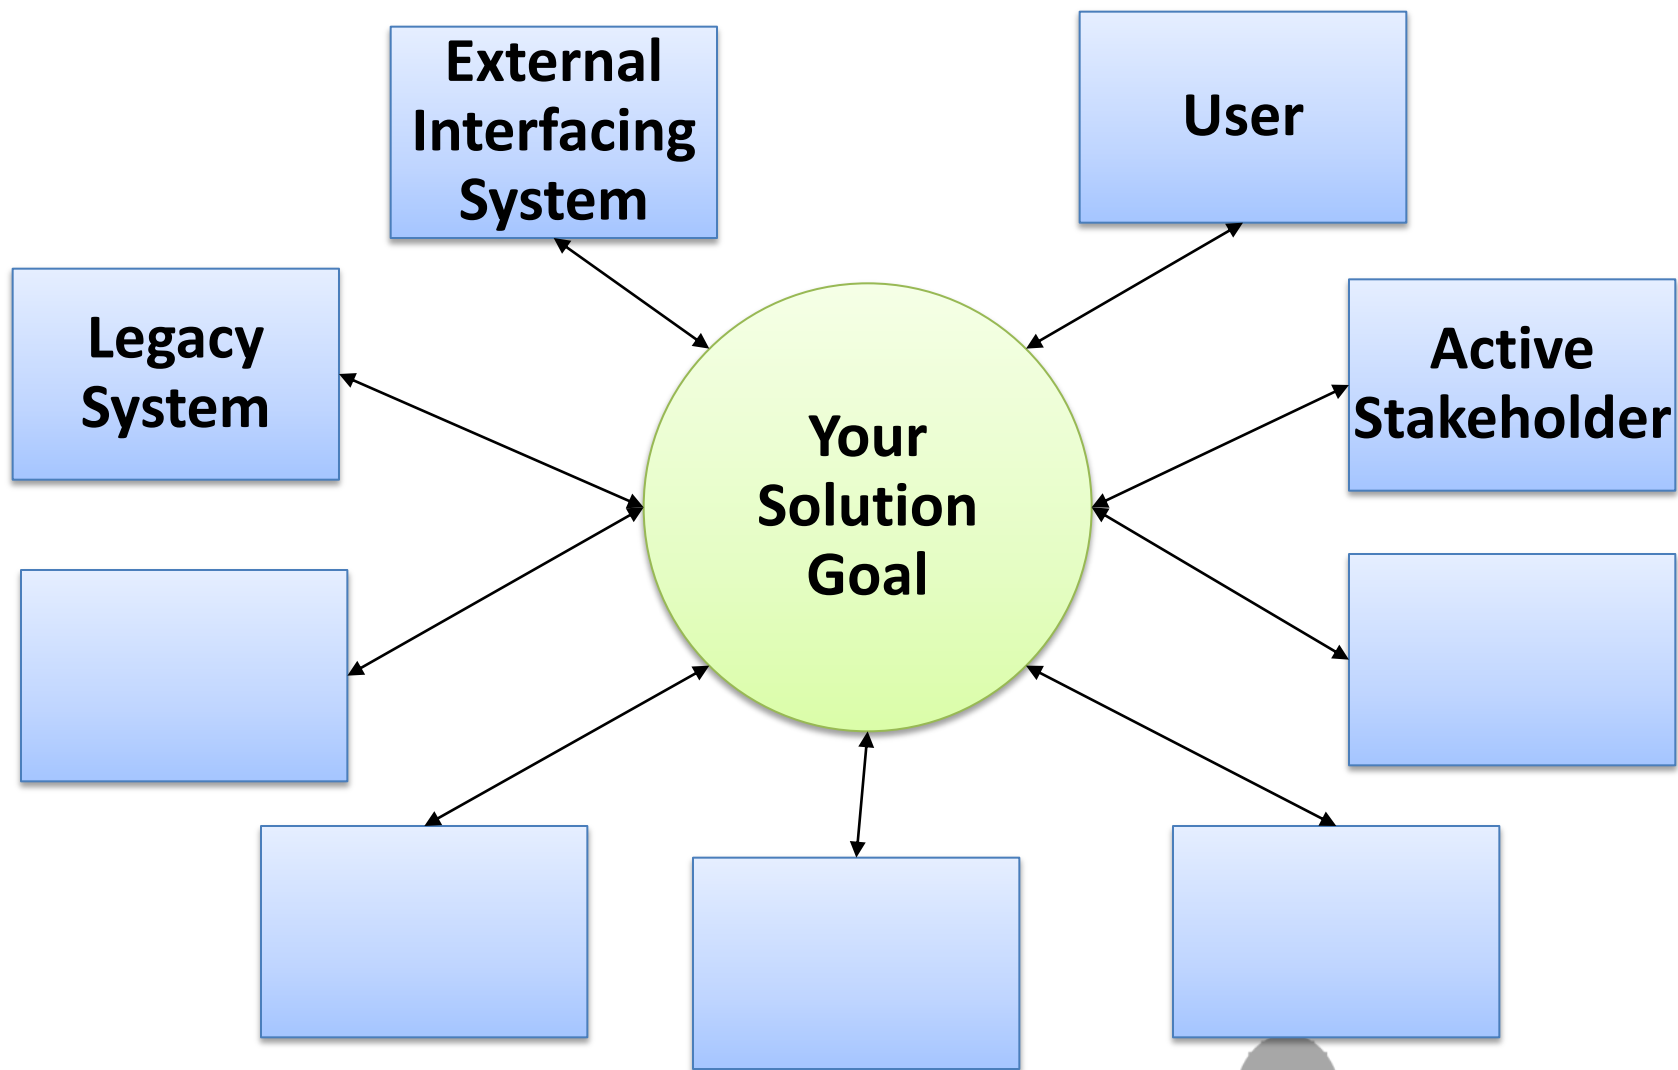 External
Interfacing
System
User
Legacy
System
Active
Stakeholder
Your
Solution
Goal